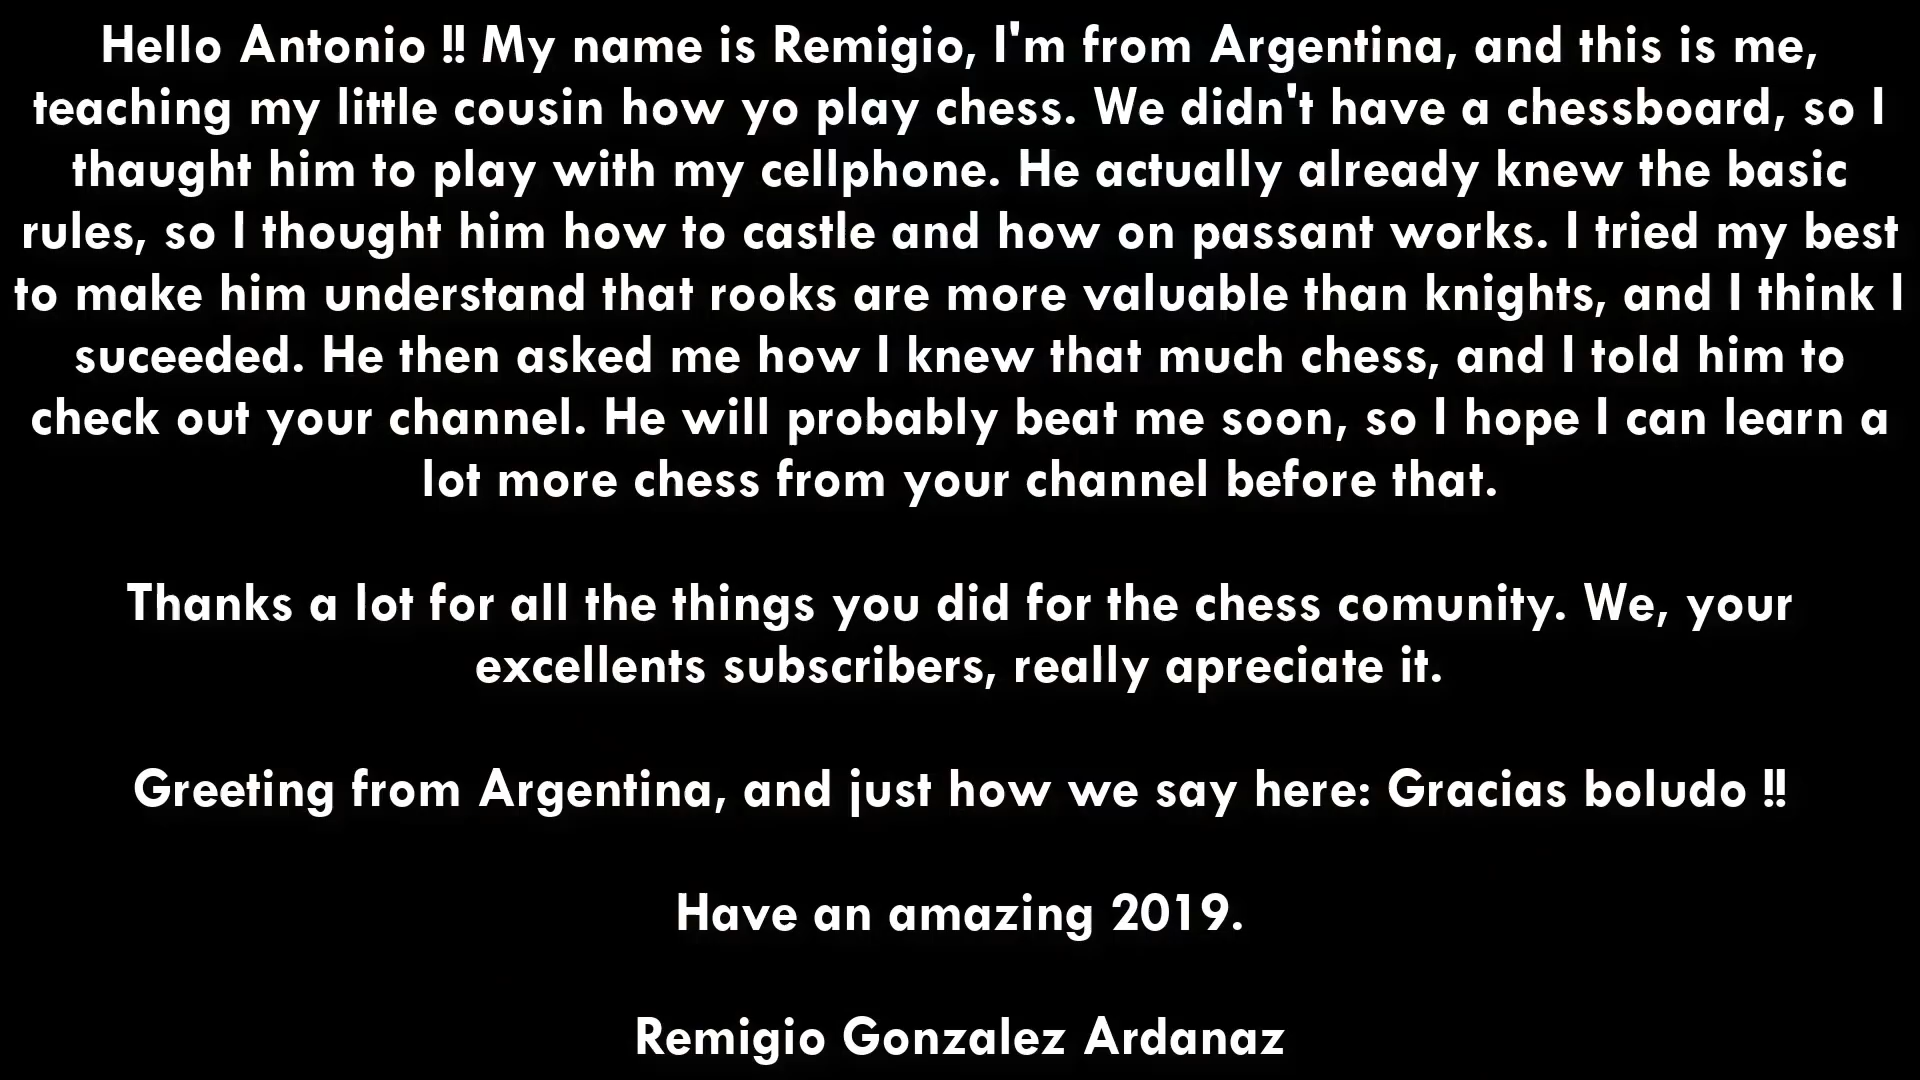 Hello Antonio !! My name is Remigio, I'm from Argentina, and this is me,
teaching my little cousin how yo play chess. We didn't have a chessboard, so I
thaught him to play with my cellphone. He actually already knew the basic
rules, so I thought him how to castle and how on passant works. I tried my best
to make him understand that rooks are more valuable than knights, and I think I
suceeded. He then asked me how I knew that much chess, and I told him to
check out your channel. He will probably beat me soon, so I hope I can learn a
lot more chess from your channel before that.
Thanks a lot for all the things you did for the chess comunity. We, your
excellents subscribers, really apreciate it.
Greeting from Argentina, and just how we say here: Gracias boludo !!
Have an amazing 2019.
Remigio Gonzalez Ardanaz